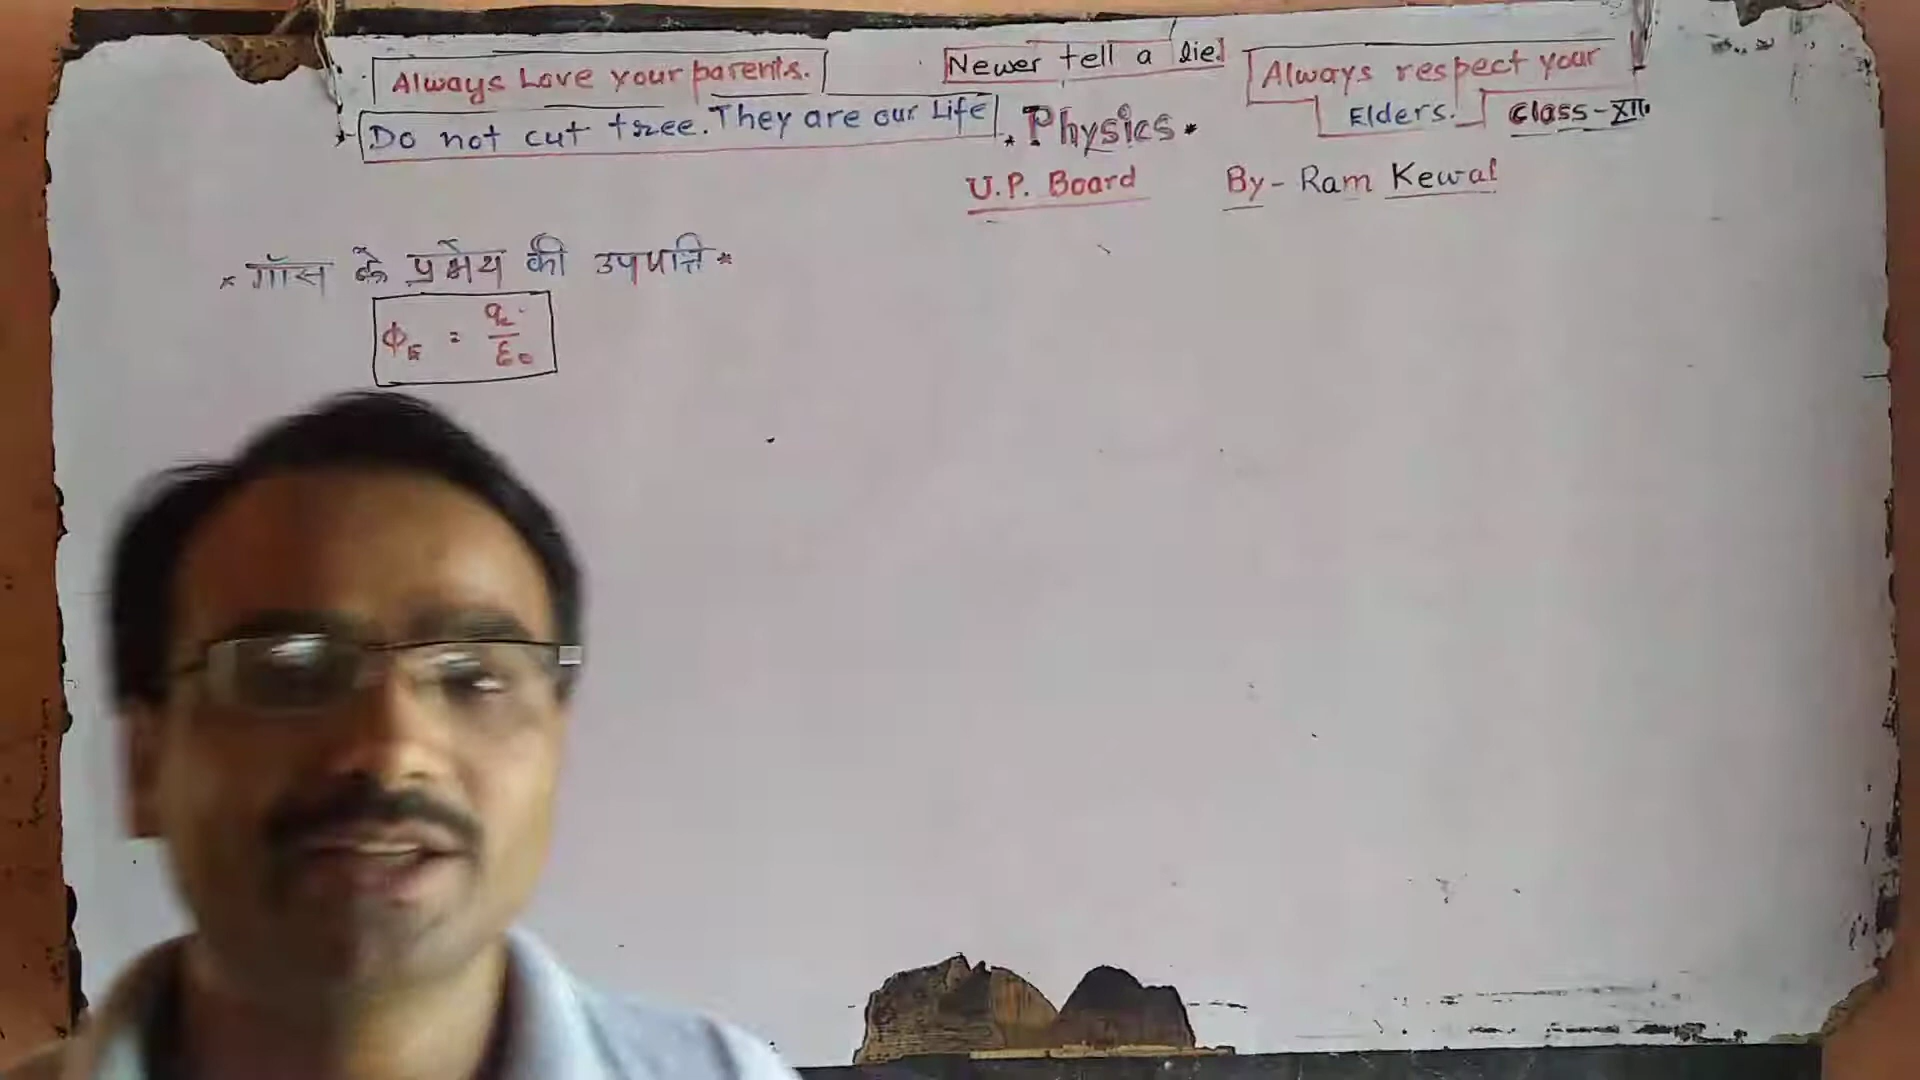 Always Love your parents.
Newer tell a lie!
Always respect your
Elders.
Do not cut tree. They are our Life
Physics
Class-XII
U.P. Board
By- Ram Kewal
* गॉस के प्रमेय की उपपत्ति *
ϕE = q/ε0